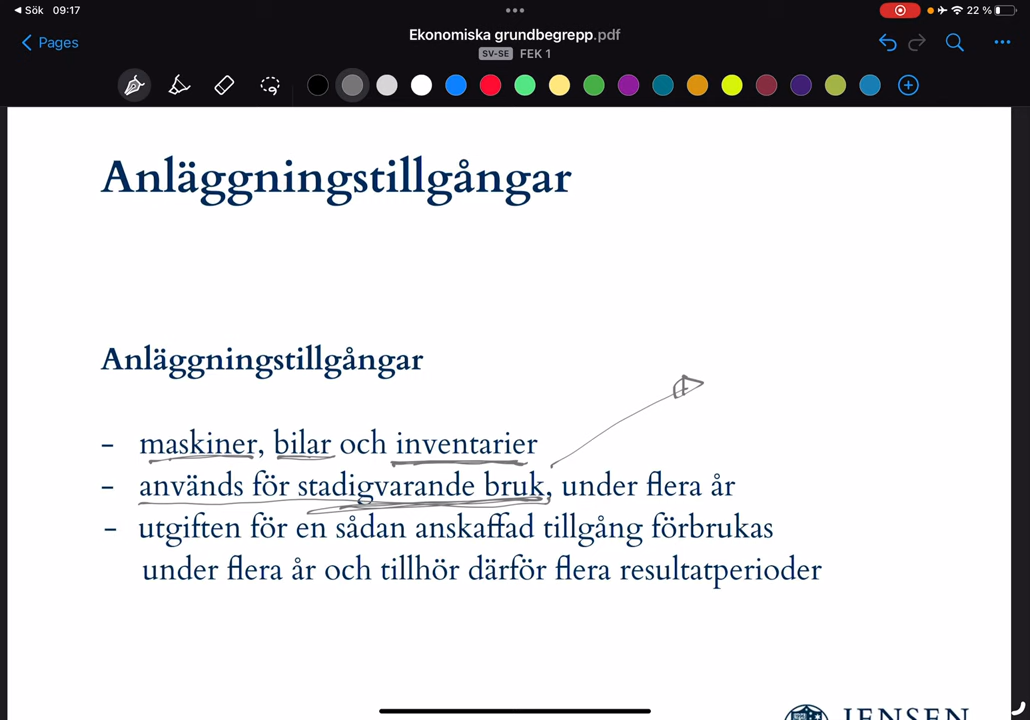 Sök 09:17
22 %
Pages
Ekonomiska grundbegrepp.pdf
SV-SE FEK 1
Anläggningstillgångar
Anläggningstillgångar
- maskiner, bilar och inventarier
- används för stadigvarande bruk, under flera år
- utgiften för en sådan anskaffad tillgång förbrukas
under flera år och tillhör därför flera resultatperioder
JENSEN